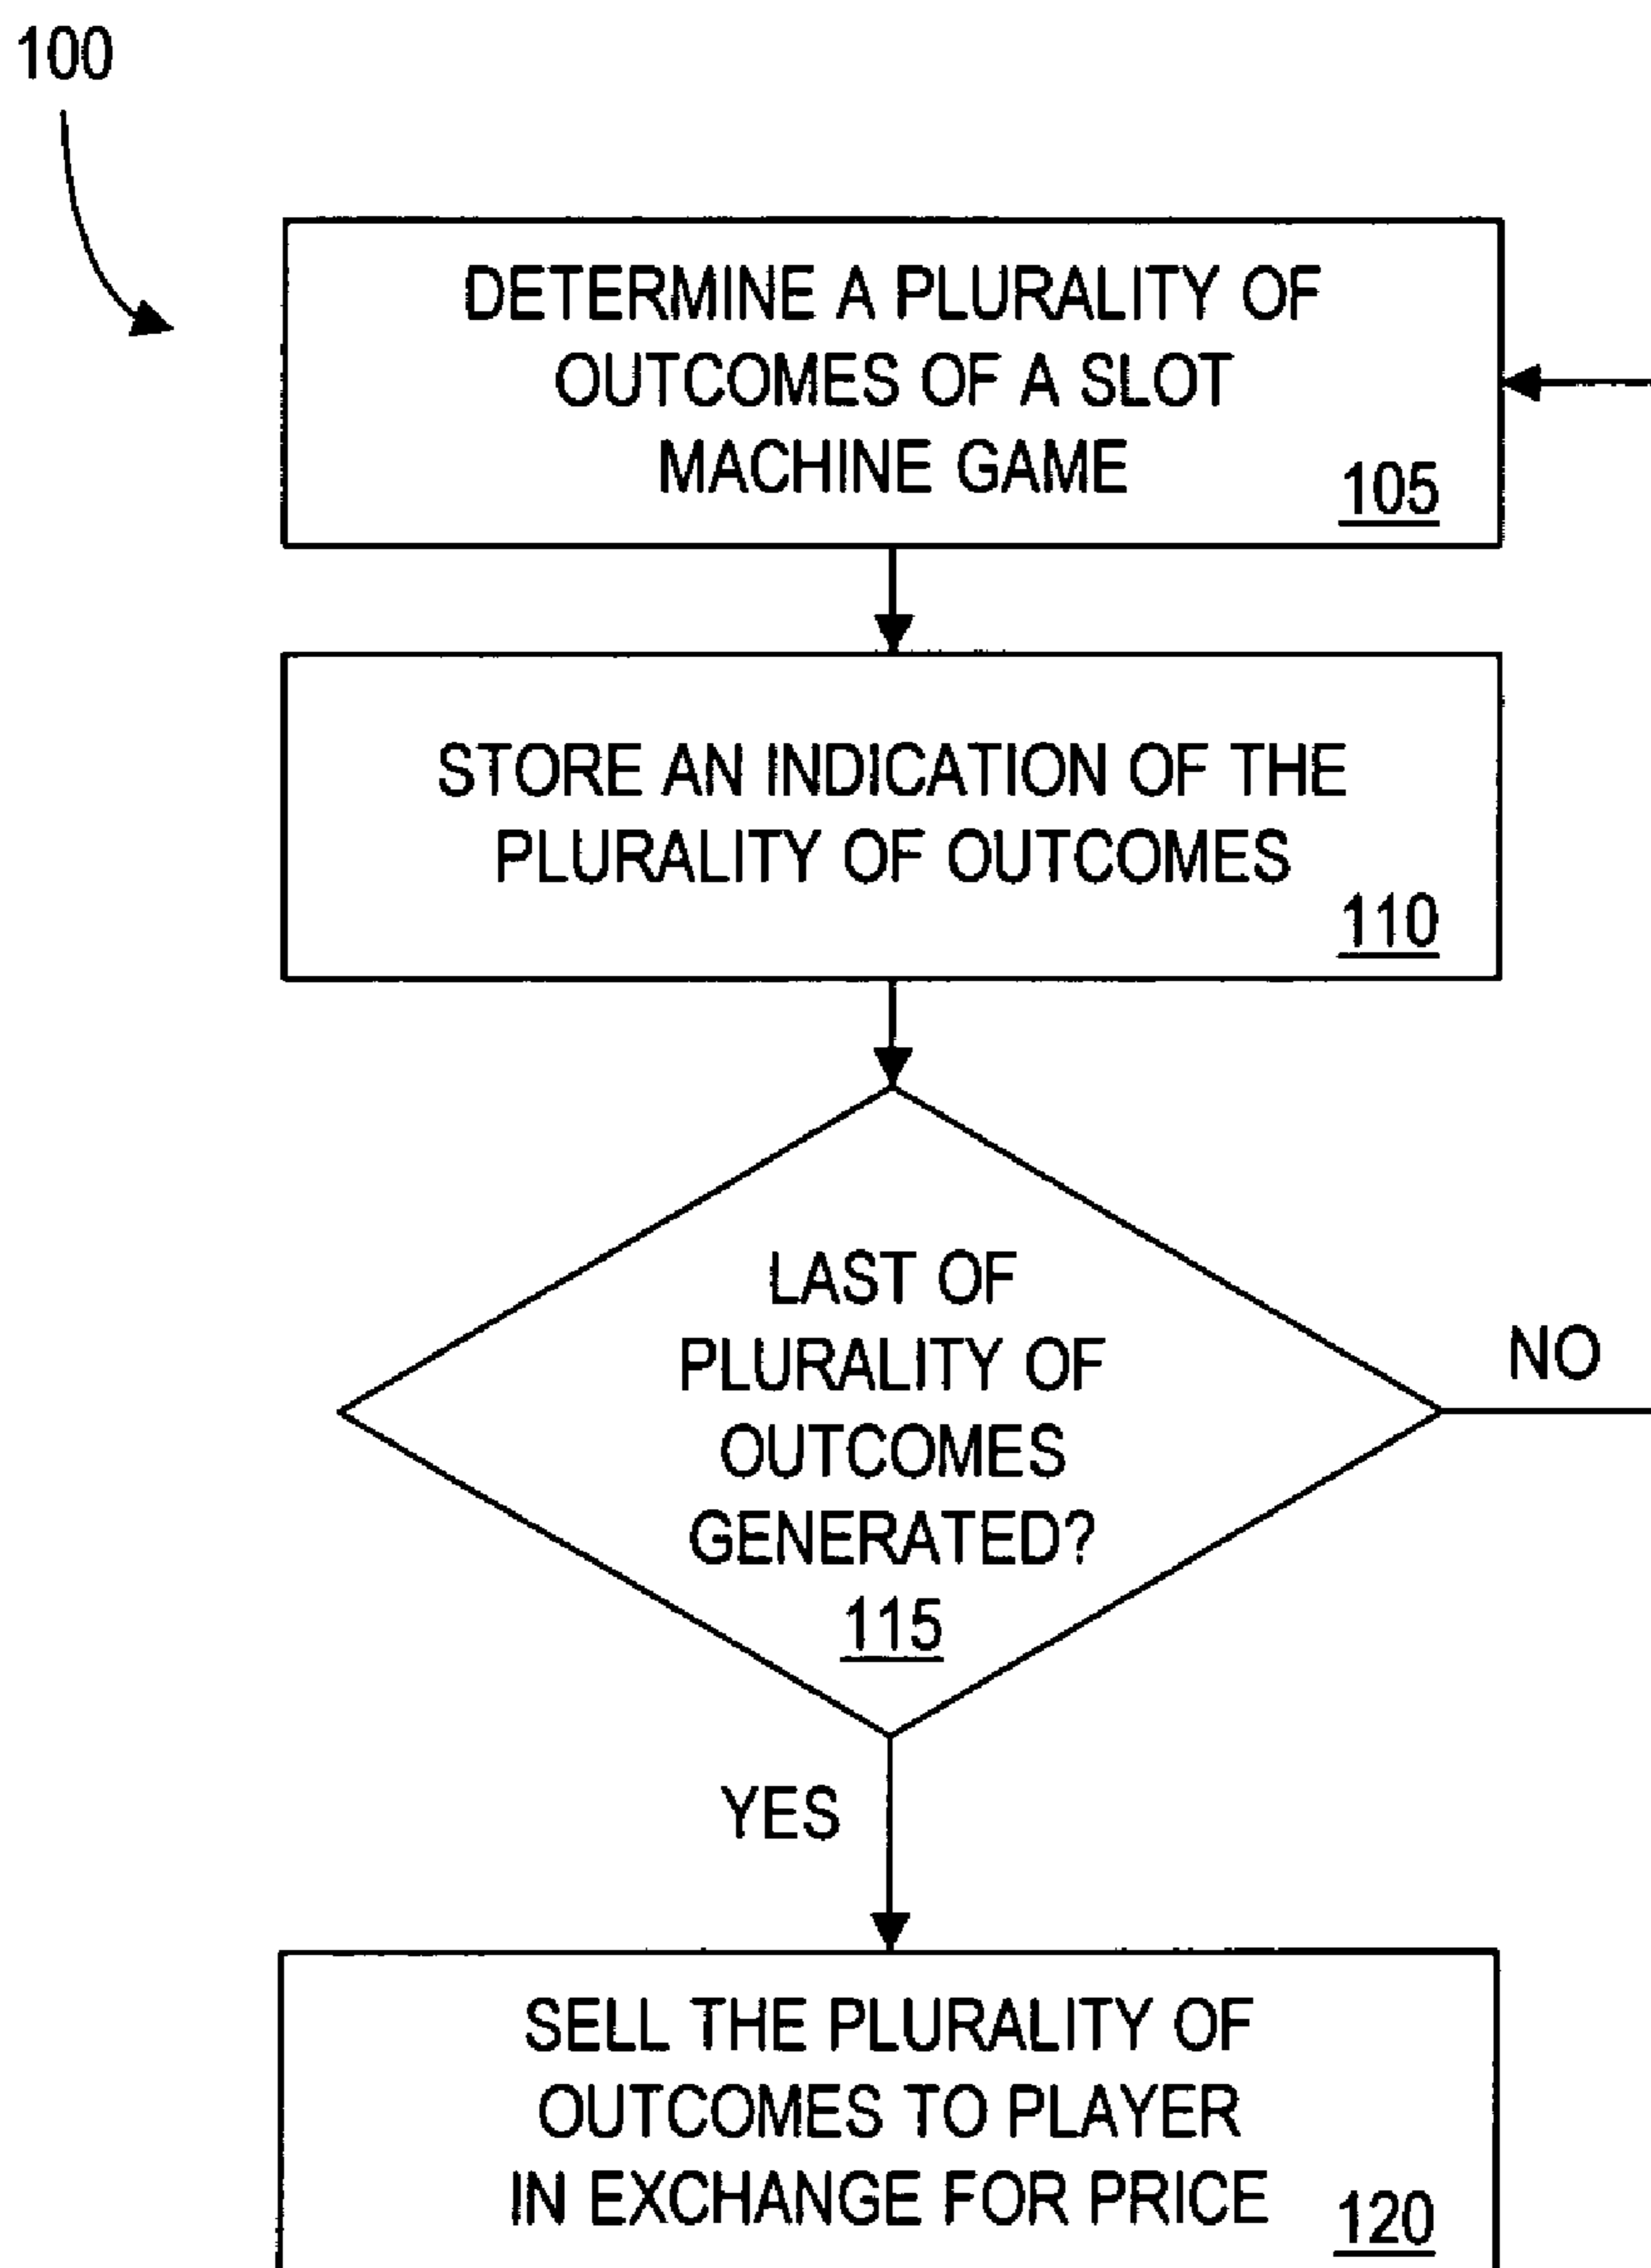 100
DETERMINE A PLURALITY OF
OUTCOMES OF A SLOT
MACHINE GAME
105
STORE AN INDICATION OF THE
PLURALITY OF OUTCOMES
110
LAST OF
PLURALITY OF
OUTCOMES
GENERATED?
115
NO
YES
SELL THE PLURALITY OF
OUTCOMES TO PLAYER
IN EXCHANGE FOR PRICE
120